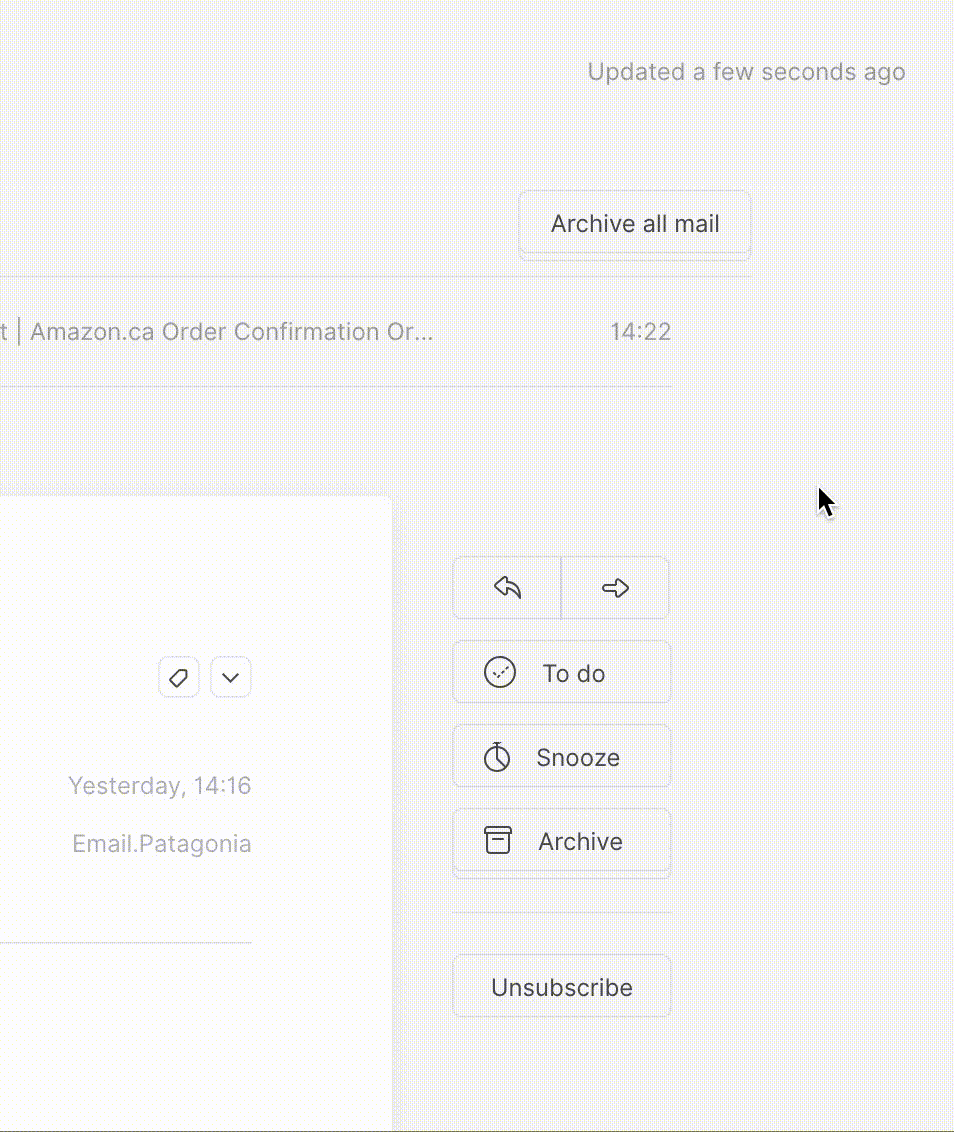 Updated a few seconds ago
Archive all mail
t | Amazon.ca Order Confirmation Or... 14:22
To do
Snooze
Yesterday, 14:16
Email.Patagonia
Archive
Unsubscribe